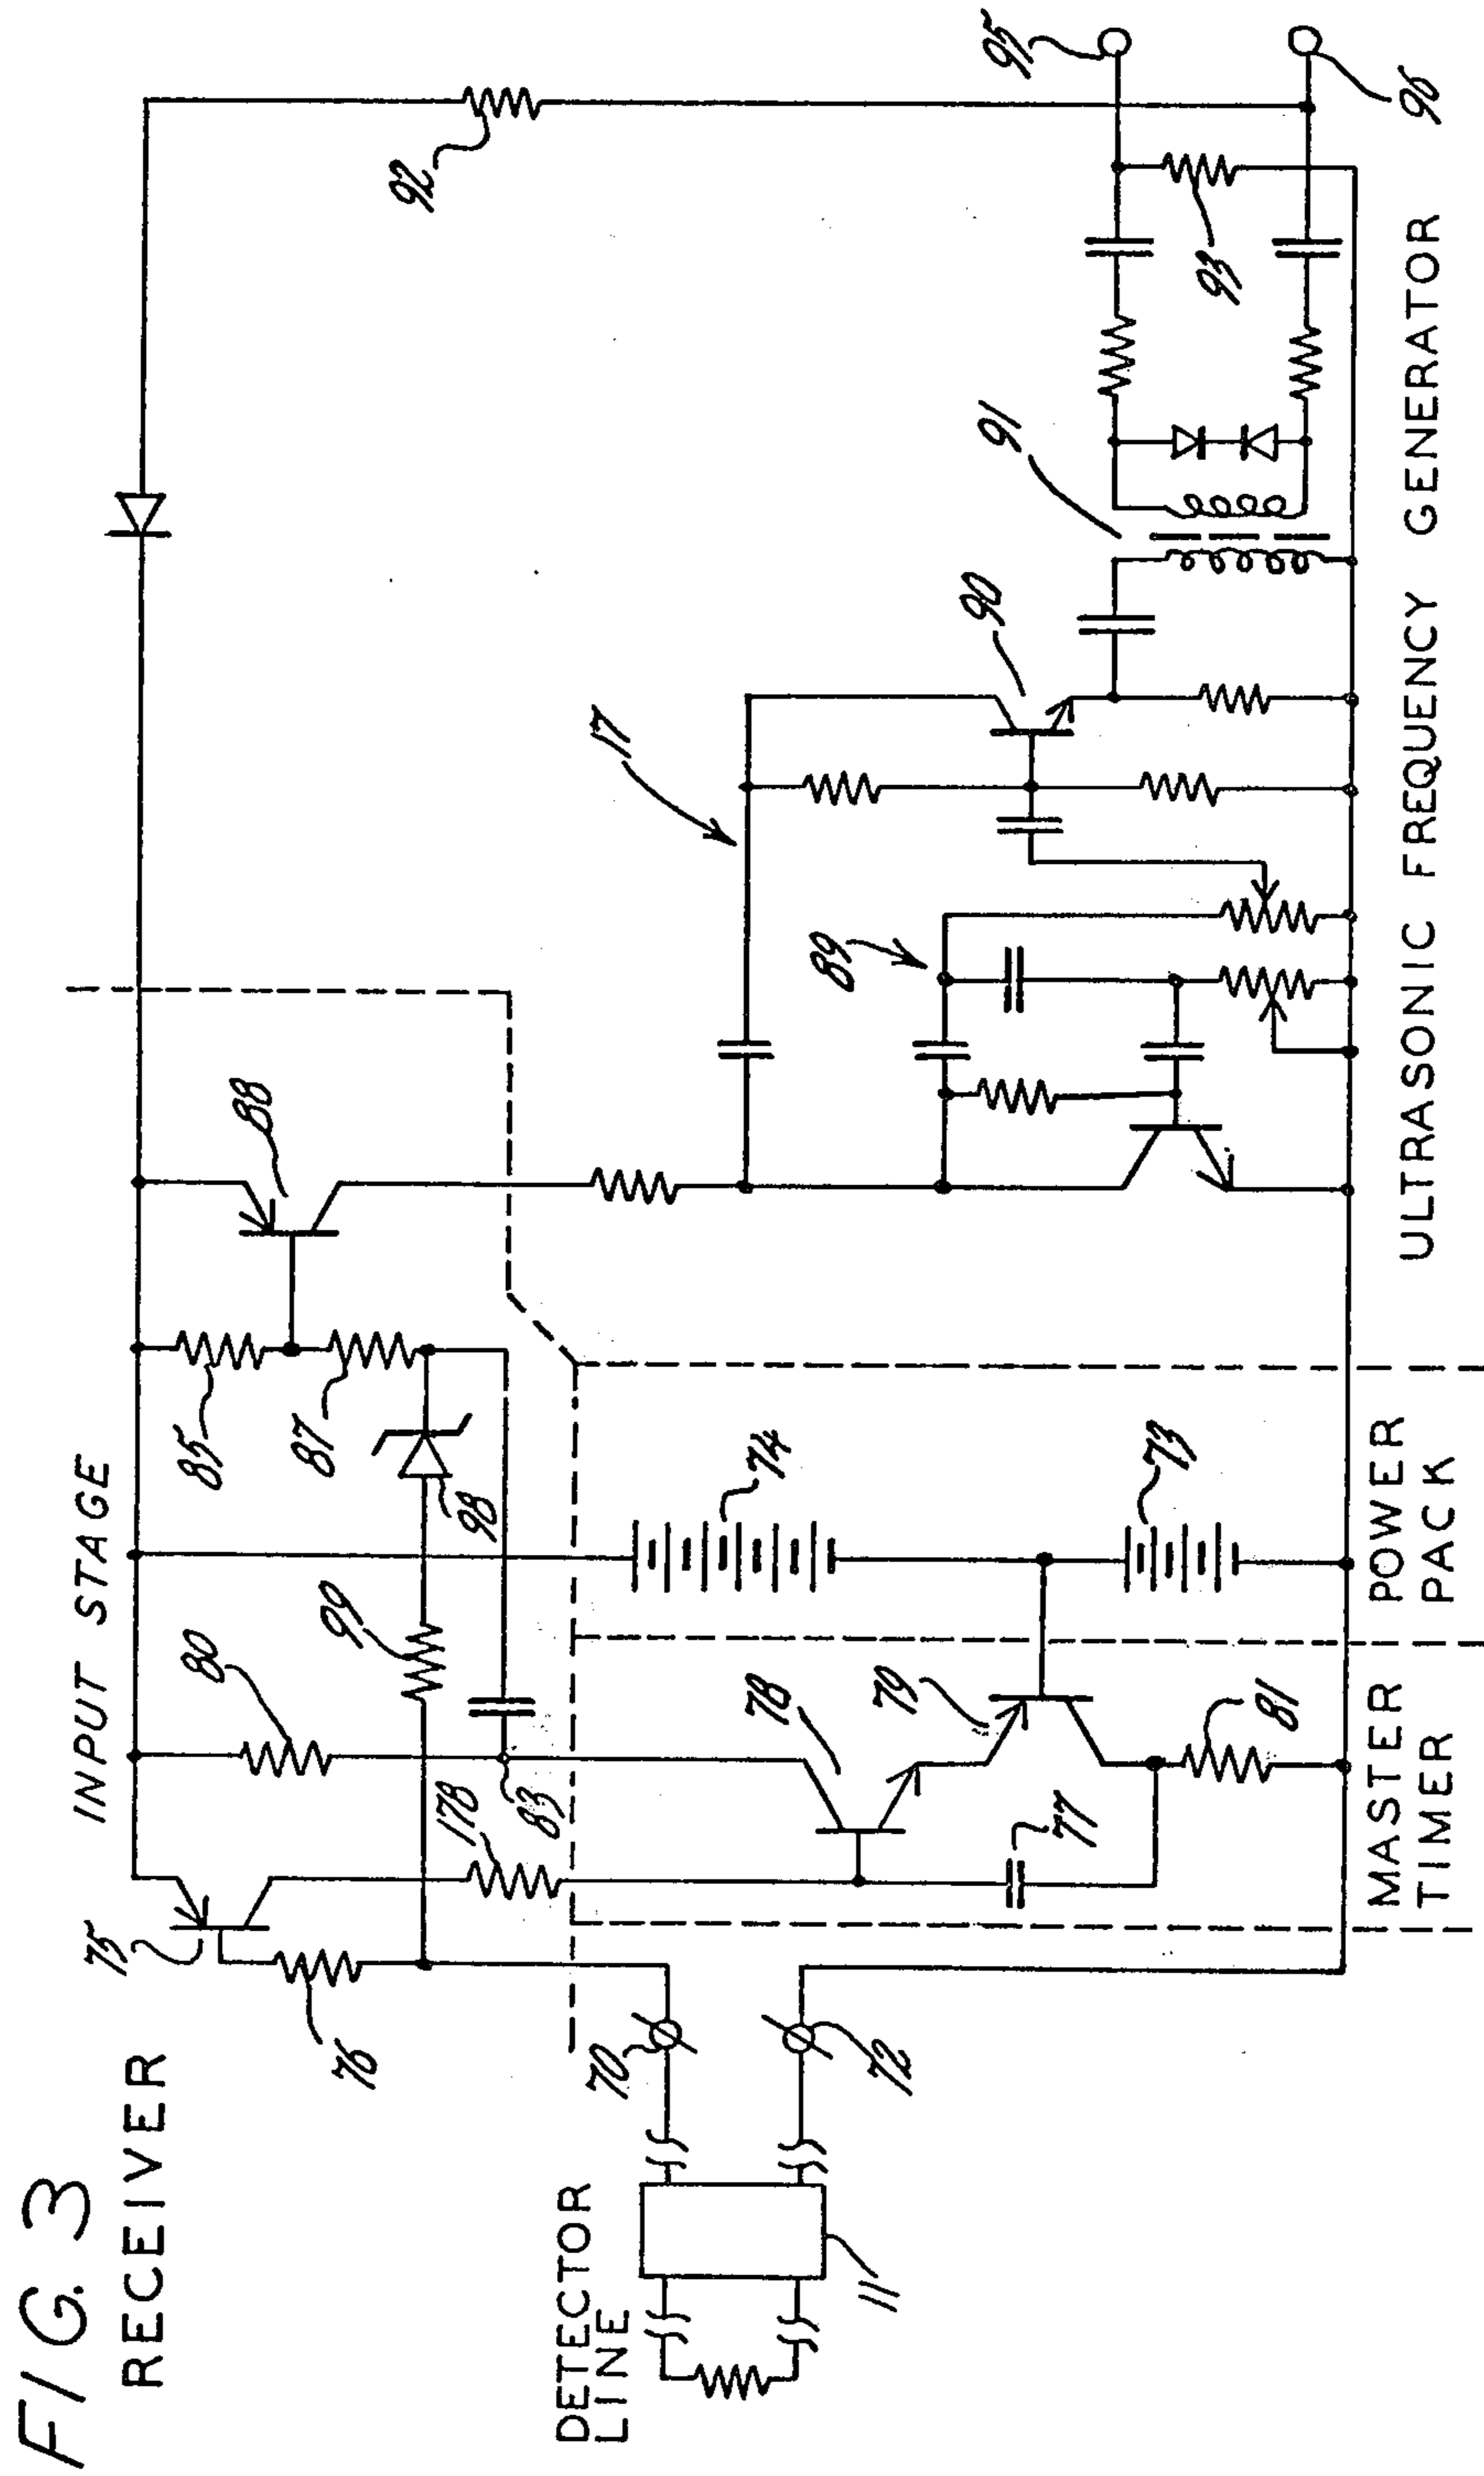 FIG. 3
RECEIVER
INPUT STAGE
75
76
80
99
178
83
85
87
98
88
92
17
89
90
91
93
95
96
DETECTOR
LINE
11
70
72
78
79
77
81
74
73
MASTER
TIMER
POWER
PACK
ULTRASONIC FREQUENCY GENERATOR